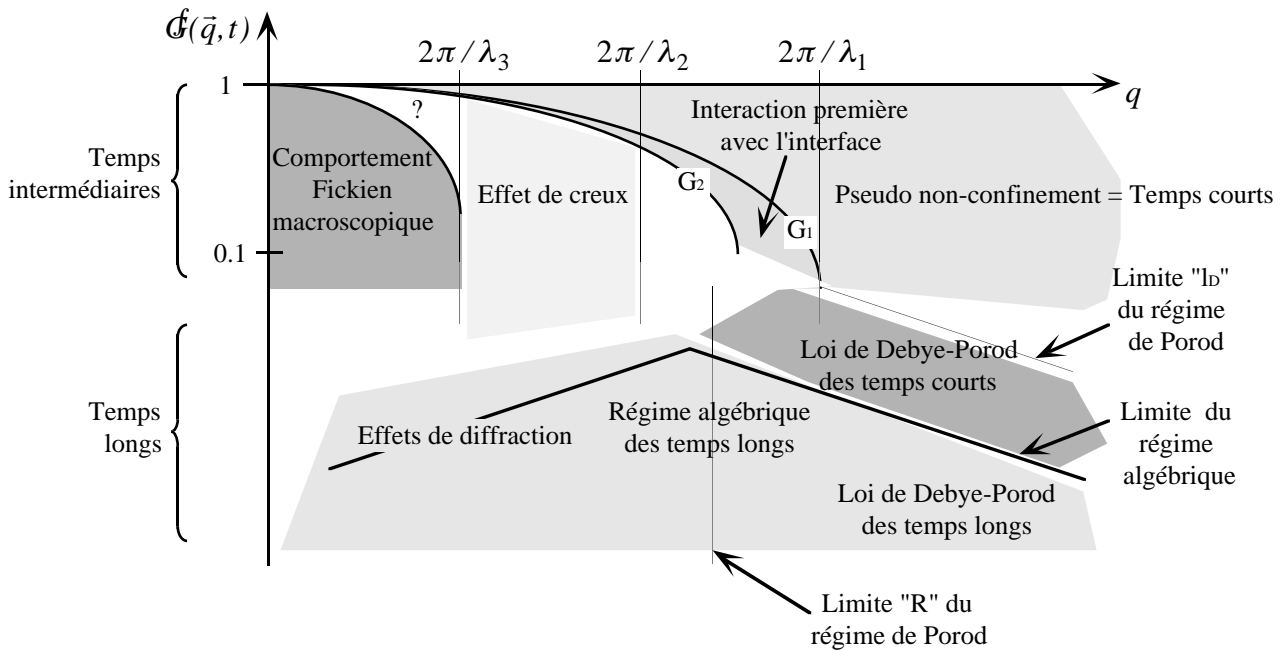 G(q⃗,t)
2π/λ3
2π/λ2
2π/λ1
1
q
?
Interaction première
avec l'interface
Temps
intermédiaires
Comportement
Fickien
macroscopique
Effet de creux
G2
G1
Pseudo non-confinement = Temps courts
0.1
Limite "lD"
du régime
de Porod
Loi de Debye-Porod
des temps courts
Temps
longs
Effets de diffraction
Régime algébrique
des temps longs
Limite du
régime
algébrique
Loi de Debye-Porod
des temps longs
Limite "R" du
régime de Porod